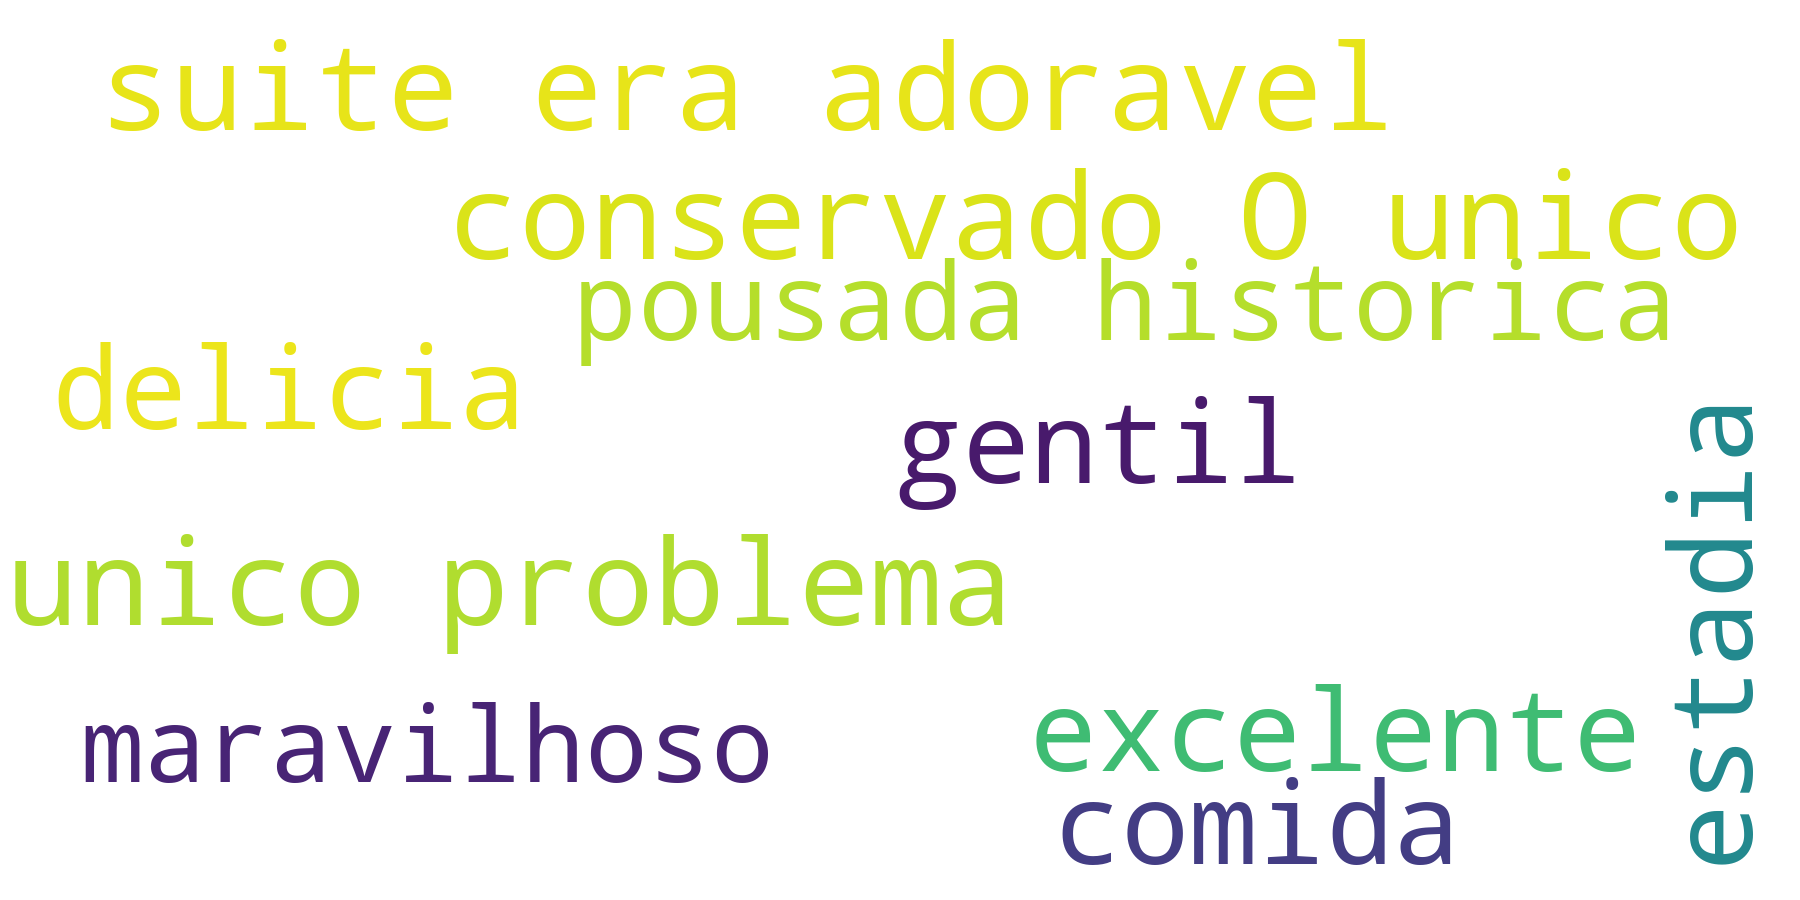 suite era adoravel
conservado O unico
pousada historica
delicia
gentil
estadia
unico problema
maravilhoso
excelente
comida